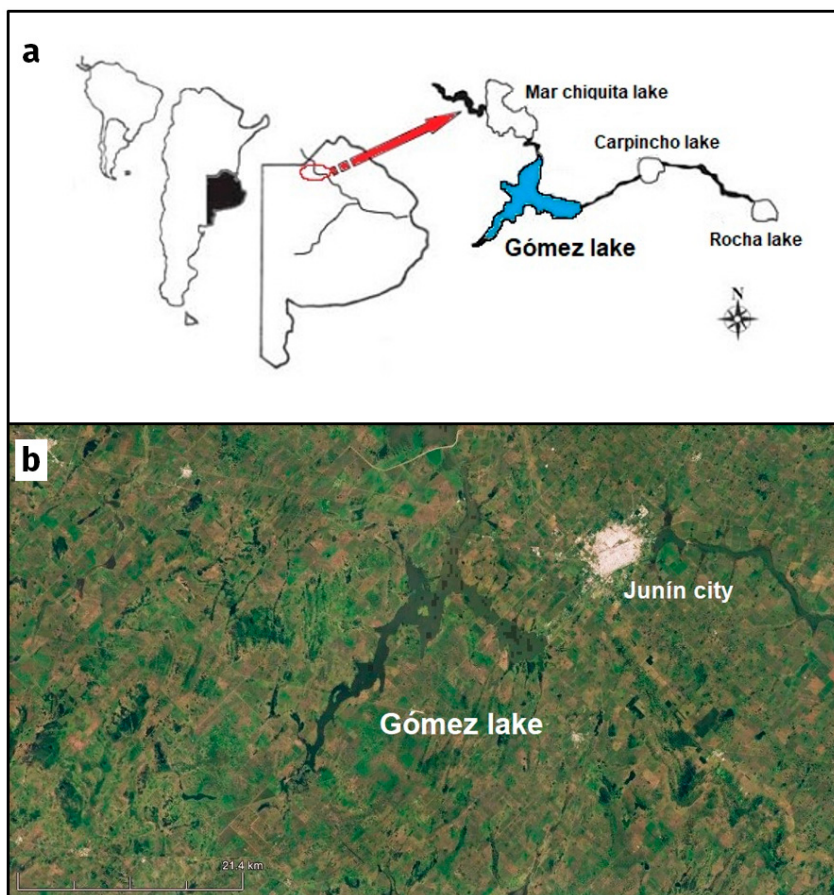 a
Mar chiquita lake
Carpincho lake
Gómez lake
Rocha lake
N
b
Junín city
Gómez lake
21.4 km